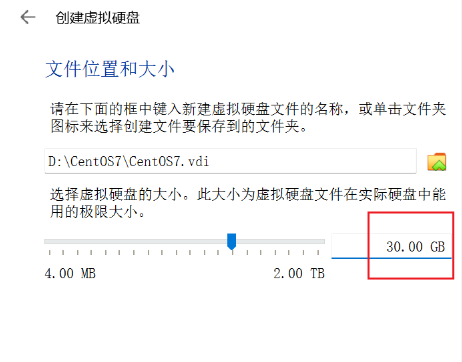 创建虚拟硬盘
文件位置和大小
请在下面的框中键入新建虚拟硬盘文件的名称，或单击文件夹
图标来选择创建文件要保存到的文件夹。
D:\CentOS7\CentOS7.vdi
选择虚拟硬盘的大小。此大小为虚拟硬盘文件在实际硬盘中能
用的极限大小。
30.00 GB
4.00 MB 2.00 TB